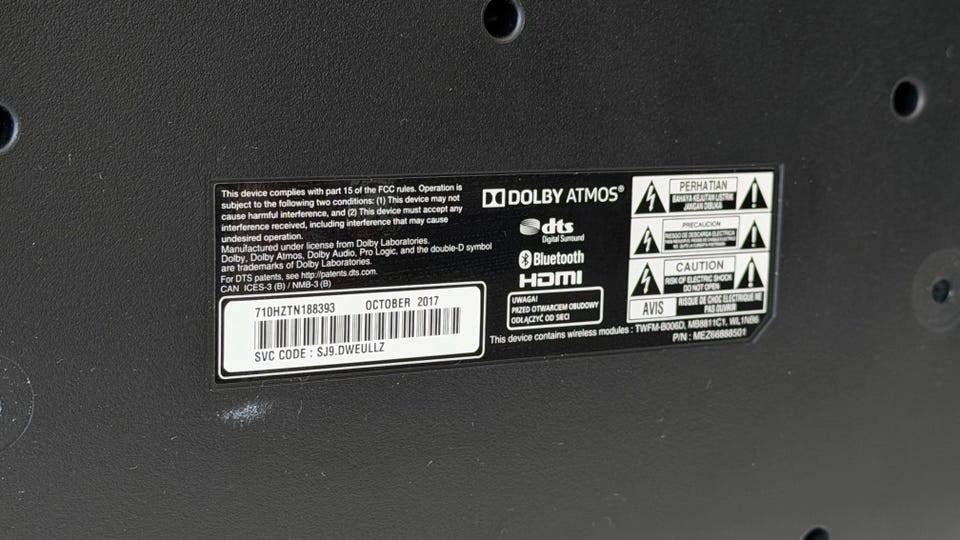 This device complies with part 15 of the FCC rules. Operation is
subject to the following two conditions: (1) This device may not
cause harmful interference, and (2) This device must accept any
interference received, including interference that may cause
undesired operation.
Manufactured under license from Dolby Laboratories.
Dolby, Dolby Atmos, Dolby Audio, Pro Logic, and the double-D symbol
are trademarks of Dolby Laboratories.
For DTS patents, see http://patents.dts.com.
CAN ICES-3 (B) / NMB-3 (B)
710HZTN188393 OCTOBER 2017
SVC CODE : SJ9.DWEULLZ
DOLBY ATMOS®
dts
Digital Surround
Bluetooth
HDMI
UWAGA!
PRZED OTWARCIEM OBUDOWY
ODŁĄCZYĆ OD SIECI
PERHATIAN
BAHAYA KEJUTAN LISTRIK
JANGAN DIBUKA
PRECAUCION
RIESGO DE DESCARGA ELECTRICA
CAUTION
RISK OF ELECTRIC SHOCK
DO NOT OPEN
AVIS
RISQUE DE CHOC ELECTRIQUE NE
PAS OUVRIR
This device contains wireless modules : TWFM-B006D, MB8811C1, WL1NB6
P/N : MEZ68888501